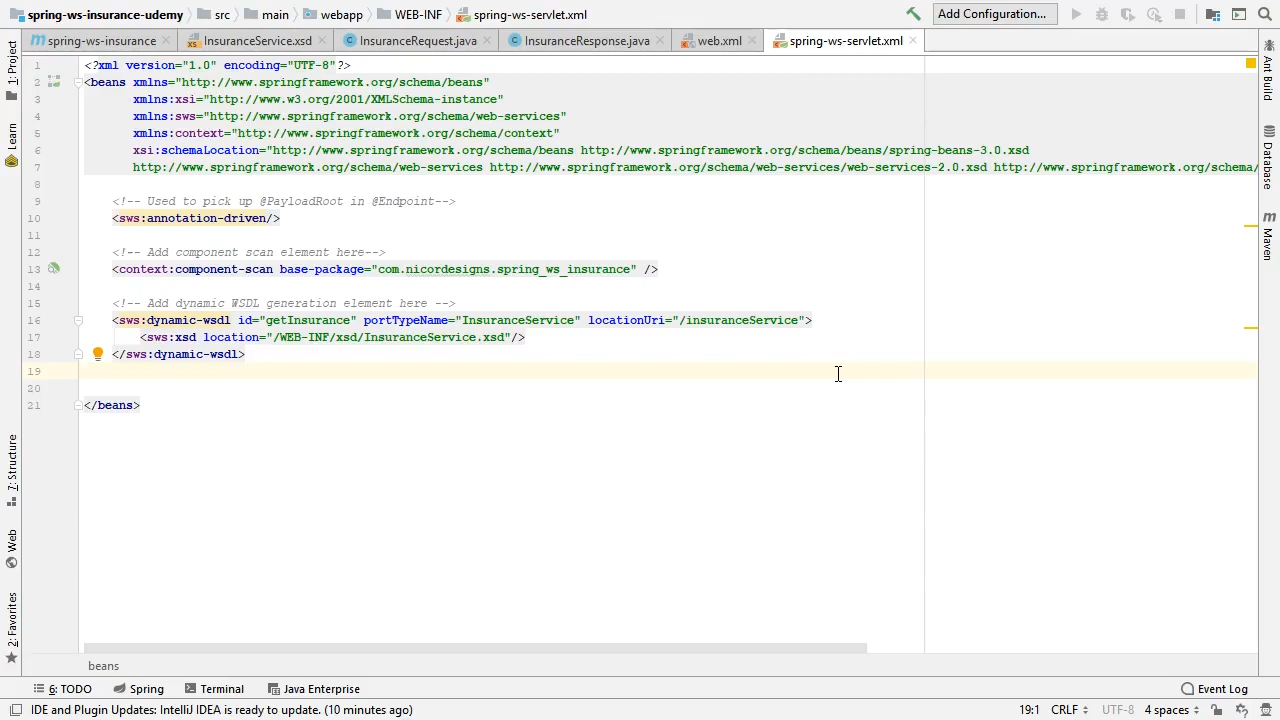 spring-ws-insurance-udemy src main webapp WEB-INF spring-ws-servlet.xml Add Configuration...
spring-ws-insurance InsuranceService.xsd InsuranceRequest.java InsuranceResponse.java web.xml spring-ws-servlet.xml
1: Project
Learn
7: Structure
Web
2: Favorites
1 <?xml version="1.0" encoding="UTF-8"?>
2 <beans xmlns="http://www.springframework.org/schema/beans"
3 xmlns:xsi="http://www.w3.org/2001/XMLSchema-instance"
4 xmlns:sws="http://www.springframework.org/schema/web-services"
5 xmlns:context="http://www.springframework.org/schema/context"
6 xsi:schemaLocation="http://www.springframework.org/schema/beans http://www.springframework.org/schema/beans/spring-beans-3.0.xsd
7 http://www.springframework.org/schema/web-services http://www.springframework.org/schema/web-services/web-services-2.0.xsd http://www.springframework.org/schema/
8
9 <!-- Used to pick up @PayloadRoot in @Endpoint-->
10 <sws:annotation-driven/>
11
12 <!-- Add component scan element here-->
13 <context:component-scan base-package="com.nicordesigns.spring_ws_insurance" />
14
15 <!-- Add dynamic WSDL generation element here -->
16 <sws:dynamic-wsdl id="getInsurance" portTypeName="InsuranceService" locationUri="/insuranceService">
17 <sws:xsd location="/WEB-INF/xsd/InsuranceService.xsd"/>
18 </sws:dynamic-wsdl>
19
20
21 </beans>
Ant Build
Database
Maven
beans
6: TODO Spring Terminal Java Enterprise Event Log
IDE and Plugin Updates: IntelliJ IDEA is ready to update. (10 minutes ago) 19:1 CRLF UTF-8 4 spaces